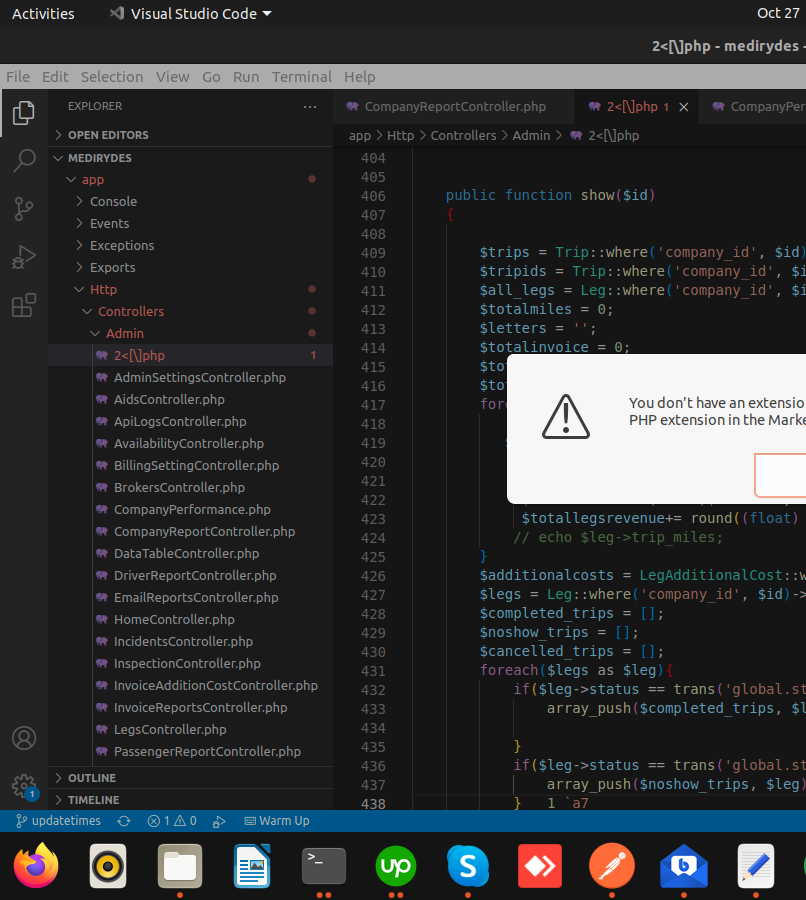 Activities Visual Studio Code Oct 27
2<[\]php - medirydes -
File Edit Selection View Go Run Terminal Help
EXPLORER ...
OPEN EDITORS
MEDIRYDES
app
Console
Events
Exceptions
Exports
Http
Controllers
Admin
2<[\]php 1
AdminSettingsController.php
AidsController.php
ApiLogsController.php
AvailabilityController.php
BillingSettingController.php
BrokersController.php
CompanyPerformance.php
CompanyReportController.php
DataTableController.php
DriverReportController.php
EmailReportsController.php
HomeController.php
IncidentsController.php
InspectionController.php
InvoiceAdditionCostController.php
InvoiceReportsController.php
LegsController.php
PassengerReportController.php
OUTLINE
TIMELINE
CompanyReportController.php 2<[\]php 1 × CompanyPer
app > Http > Controllers > Admin > 2<[\]php
404
405
406 public function show($id)
407 {
408
409 $trips = Trip::where('company_id', $id)
410 $tripids = Trip::where('company_id', $i
411 $all_legs = Leg::where('company_id', $i
412 $totalmiles = 0;
413 $letters = '';
414 $totalinvoice = 0;
415 $to
416 $to
417 for
418
419
420
421
422
423 $totallegsrevenue+= round((float)
424 // echo $leg->trip_miles;
425 }
426 $additionalcosts = LegAdditionalCost::w
427 $legs = Leg::where('company_id', $id)->
428 $completed_trips = [];
429 $noshow_trips = [];
430 $cancelled_trips = [];
431 foreach($legs as $leg){
432 if($leg->status == trans('global.st
433 array_push($completed_trips, $l
434
435 }
436 if($leg->status == trans('global.st
437 array_push($noshow_trips, $leg)
438 } 1 `a7
You don't have an extensio
PHP extension in the Marke
1
updatetimes 1 0 Warm Up
>_
up
S
b